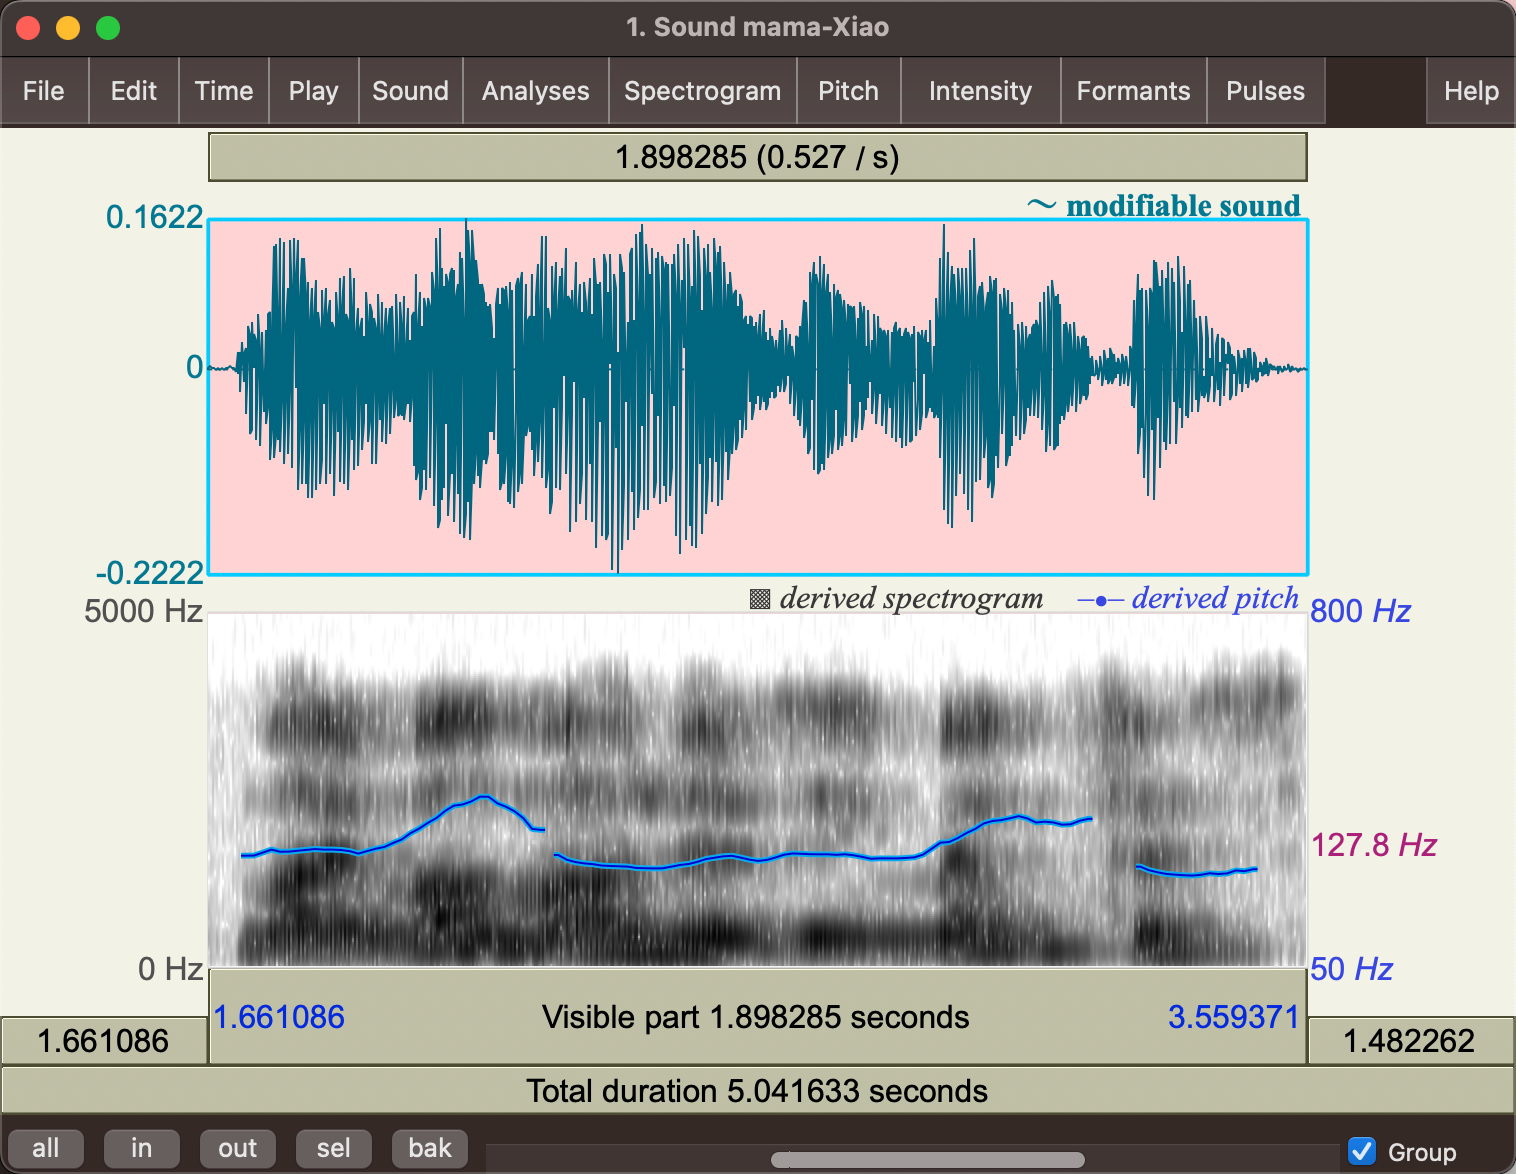 1. Sound mama-Xiao
File Edit Time Play Sound Analyses Spectrogram Pitch Intensity Formants Pulses Help
1.898285 (0.527 / s)
~ modifiable sound
0.1622
0
-0.2222
derived spectrogram derived pitch
5000 Hz 800 Hz
127.8 Hz
0 Hz 50 Hz
1.661086 Visible part 1.898285 seconds 3.559371
1.661086 1.482262
Total duration 5.041633 seconds
all in out sel bak Group